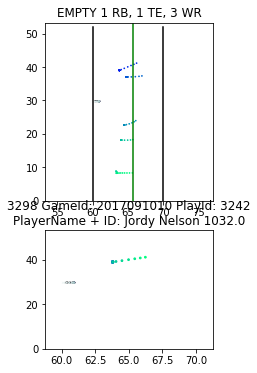 EMPTY 1 RB, 1 TE, 3 WR
50
40
30
20
10
0
55 60 65 70 75
3298 GameId: 2017091010 PlayId: 3242
PlayerName + ID: Jordy Nelson 1032.0
40
20
0
60.0 62.5 65.0 67.5 70.0